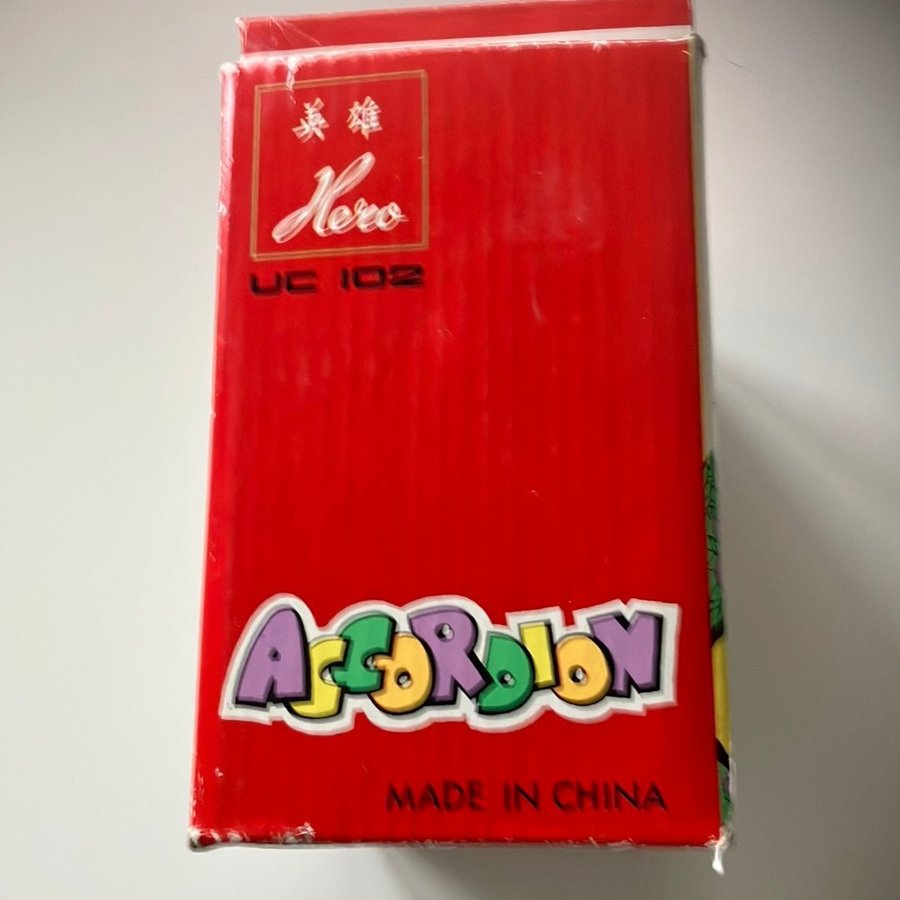 英雄
Hero
UC 102
ACCORDION
MADE IN CHINA